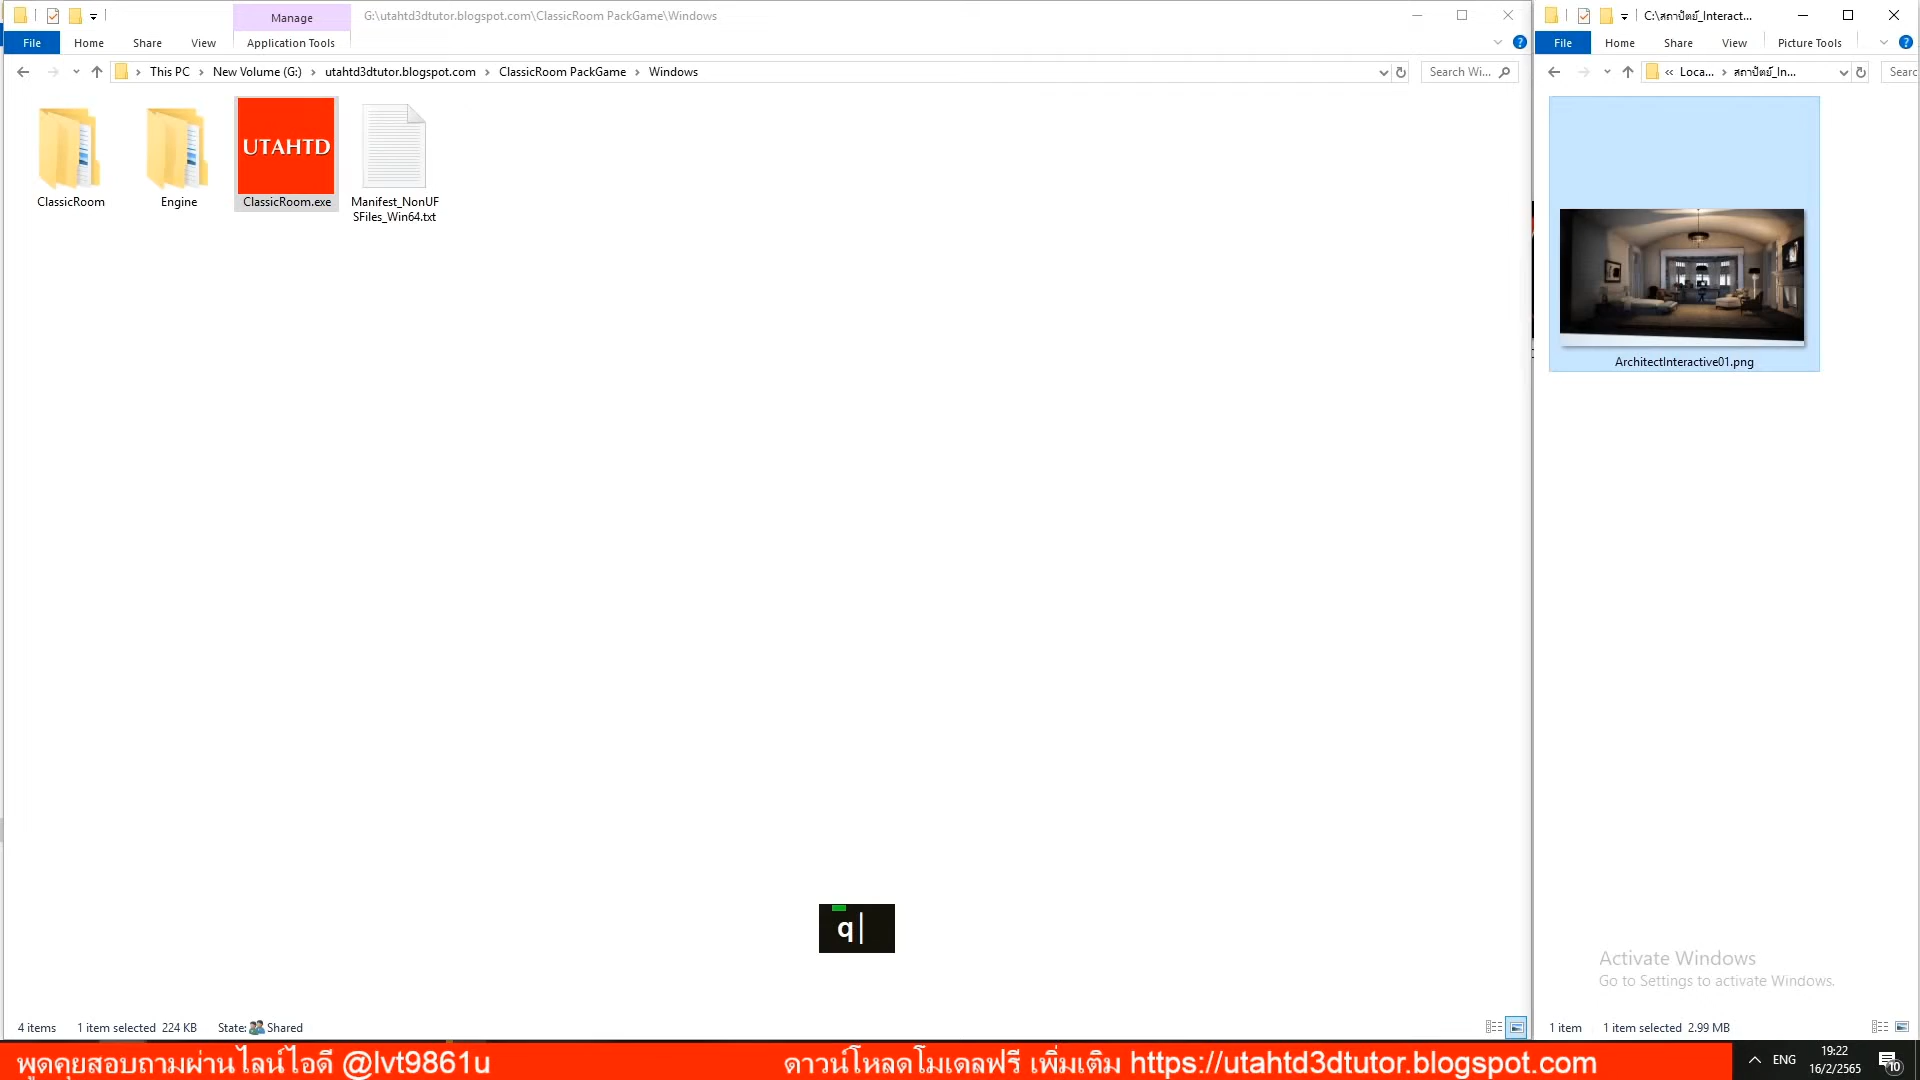 Manage
G:\utahtd3dtutor.blogspot.com\ClassicRoom PackGame\Windows
File Home Share View Application Tools
This PC › New Volume (G:) › utahtd3dtutor.blogspot.com › ClassicRoom PackGame › Windows
Search Wi...
UTAHTD
ClassicRoom
Engine
ClassicRoom.exe
Manifest_NonUF
SFiles_Win64.txt
4 items 1 item selected 224 KB State: Shared
C:\สถาปัตย์_Interact...
File Home Share View Picture Tools
« Loca... › สถาปัตย์_In...
Searc
ArchitectInteractive01.png
q
Activate Windows
Go to Settings to activate Windows.
1 item 1 item selected 2.99 MB
พูดคุยสอบถามผ่านไลน์ไอดี @lvt9861u
ดาวน์โหลดโมเดลฟรี เพิ่มเติม https://utahtd3dtutor.blogspot.com
ENG
19:22
16/2/2565
10